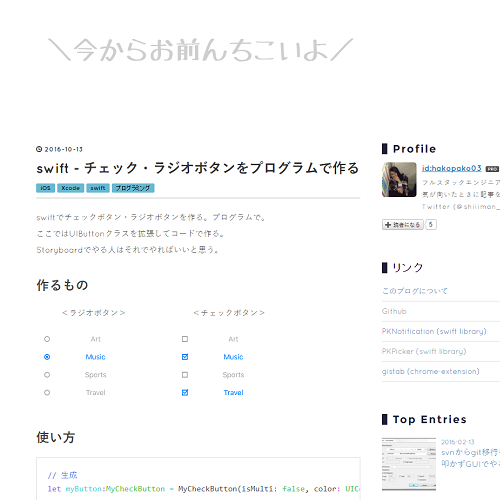 ＼今からお前んちこいよ／
2016-10-13
swift - チェック・ラジオボタンをプログラムで作る
iOS Xcode swift プログラミング
swiftでチェックボタン・ラジオボタンを作る。プログラムで。
ここではUIButtonクラスを拡張してコードで作る。
Storyboardでやる人はそれでやればいいと思う。
作るもの
＜ラジオボタン＞ ＜チェックボタン＞
Art Art
Music Music
Sports Sports
Travel Travel
使い方
// 生成
let myButton:MyCheckButton = MyCheckButton(isMulti: false, color: UIC
Profile
id:hakopako03 PRO
フルスタックエンジニア
気が向いたときに記事を
Twitter (@shiiman_
読者になる 5
リンク
このブログについて
Github
PKNotification (swift library)
PKPicker (swift library)
gistab (chrome-extension)
Top Entries
2016-02-13
svnからgit移行
叩かずGUIでや